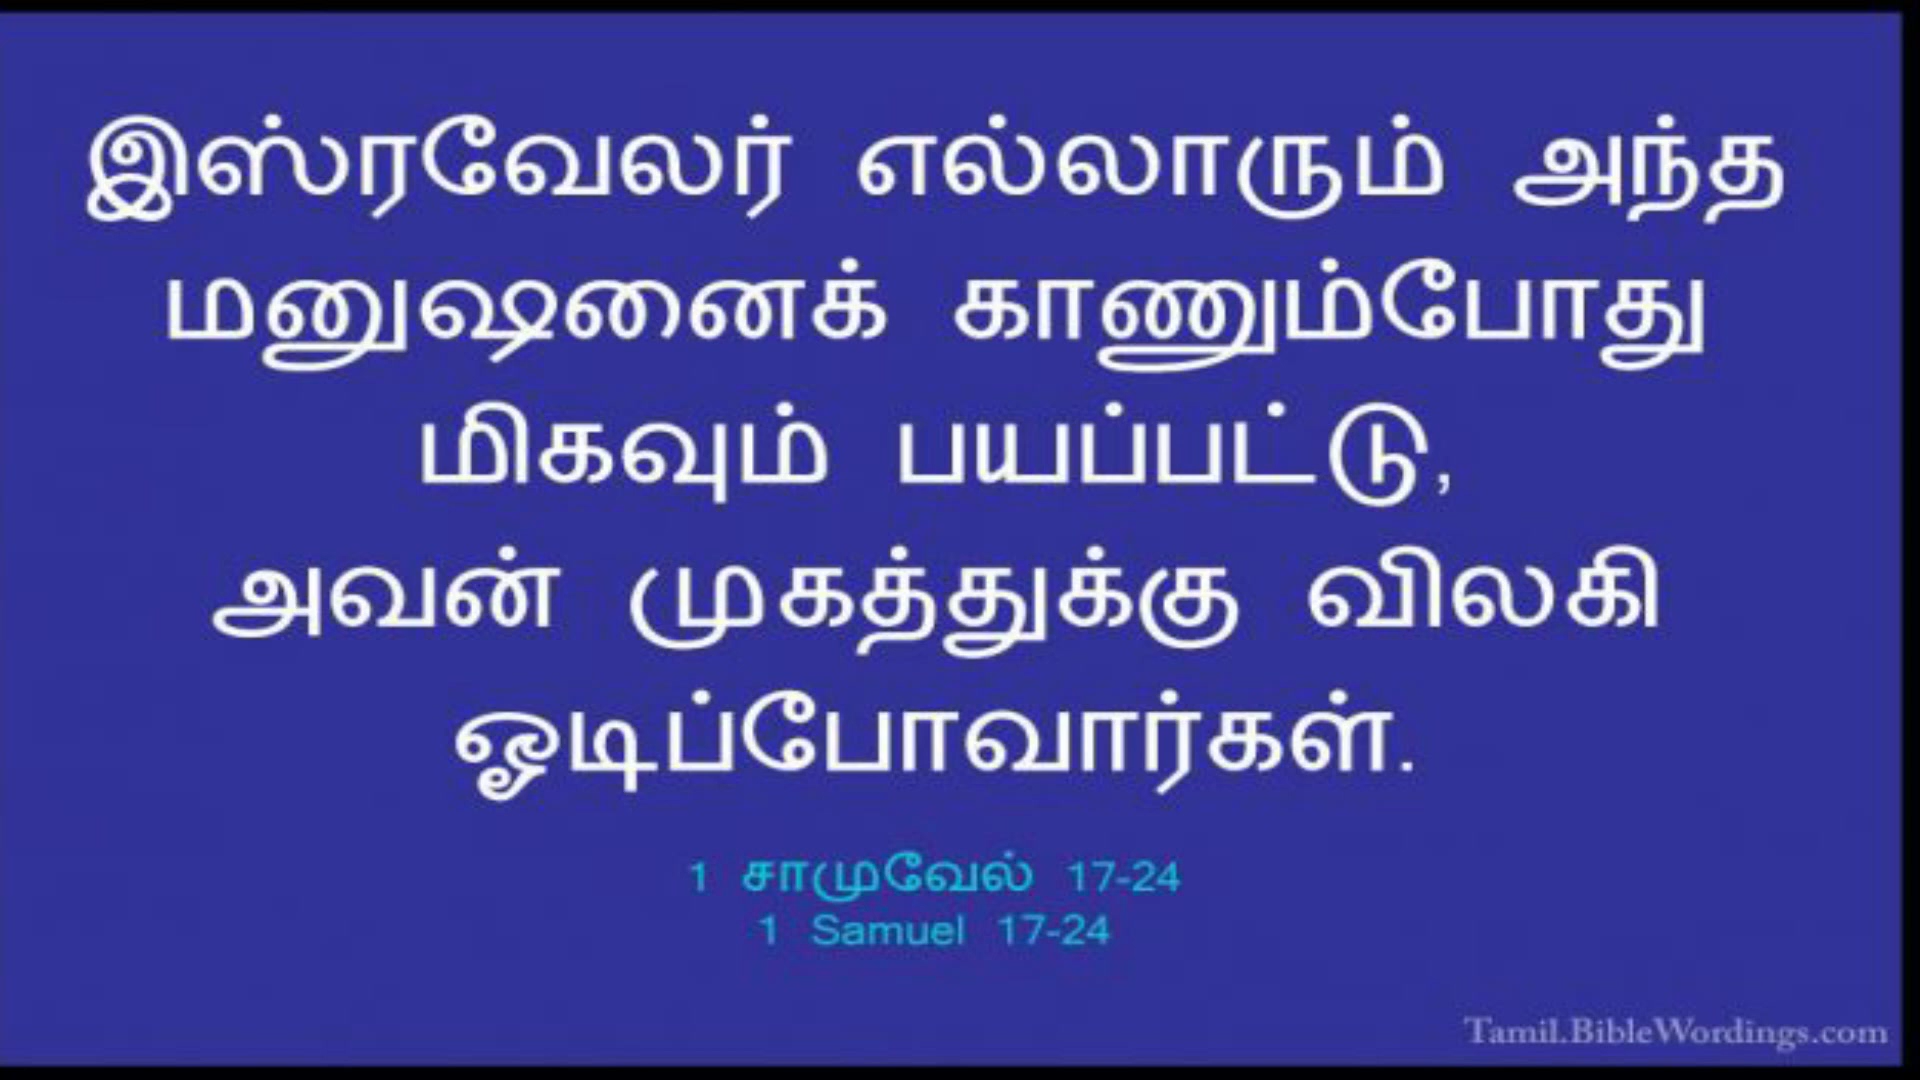 இஸ்ரவேலர் எல்லாரும் அந்த
மனுஷனைக் காணும்போது
மிகவும் பயப்பட்டு,
அவன் முகத்துக்கு விலகி
ஓடிப்போவார்கள்.
1 சாமுவேல் 17-24
1 Samuel 17-24
Tamil.BibleWordings.com